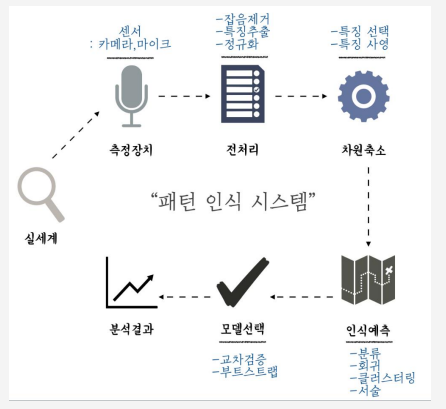 센서
: 카메라,마이크
-잡음제거
-특징추출
-정규화
-특징 선택
-특징 사영
측정장치
전처리
차원축소
실세계
“패턴 인식 시스템”
분석결과
모델선택
인식예측
-교차검증
-부트스트랩
-분류
-회귀
-클러스터링
-서술